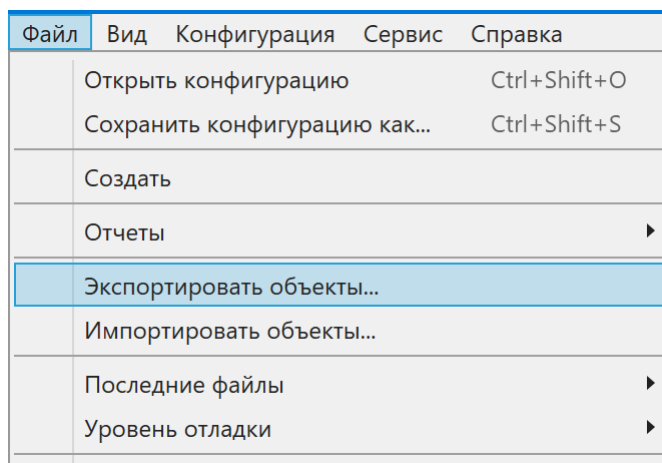 Файл Вид Конфигурация Сервис Справка
Открыть конфигурацию Ctrl+Shift+O
Сохранить конфигурацию как... Ctrl+Shift+S
Создать
Отчеты
Экспортировать объекты...
Импортировать объекты...
Последние файлы
Уровень отладки